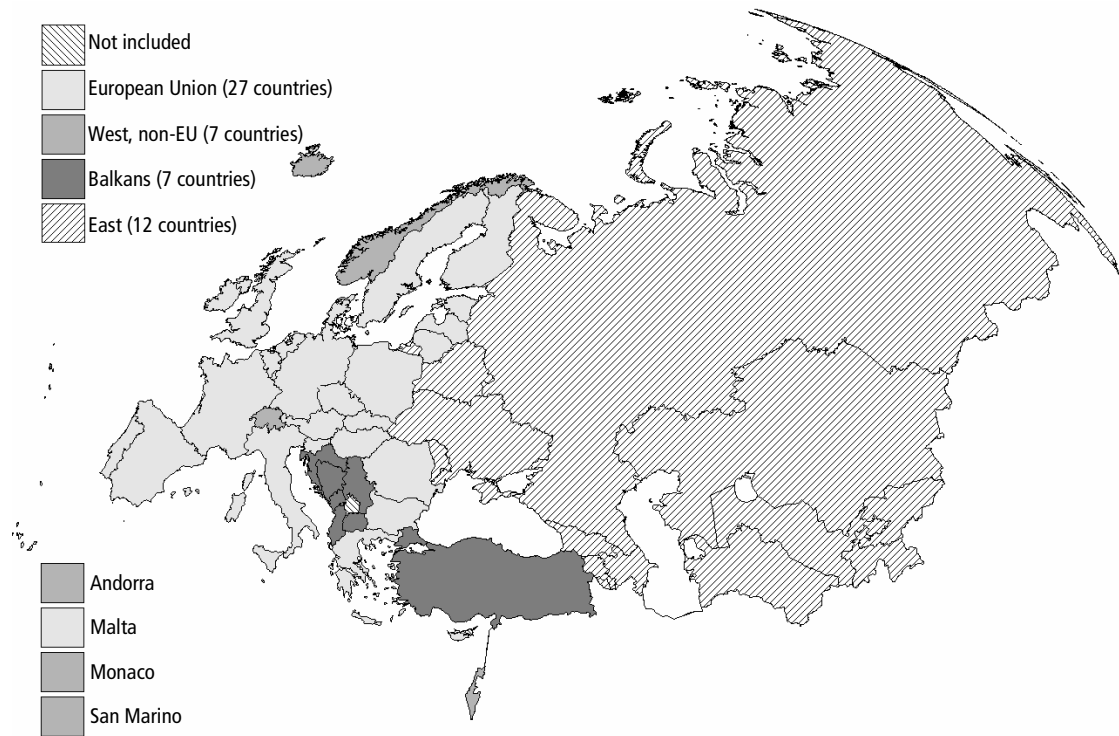 Not included
European Union (27 countries)
West, non-EU (7 countries)
Balkans (7 countries)
East (12 countries)
Andorra
Malta
Monaco
San Marino